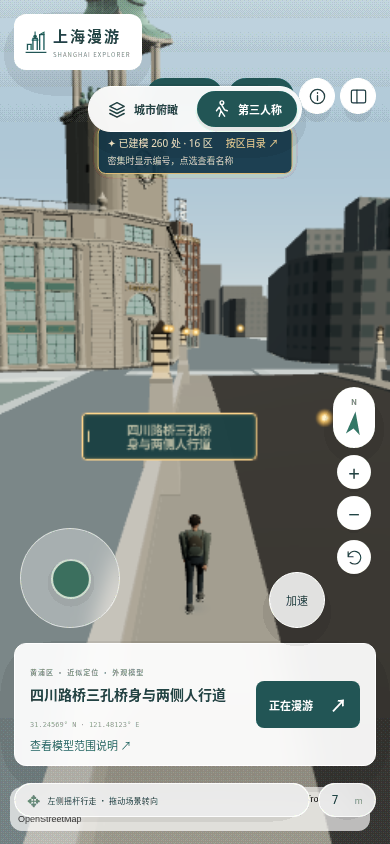 上海漫游
SHANGHAI EXPLORER
城市俯瞰
第三人称
✦ 已建模 260 处 · 16 区 按区目录 ↗
密集时显示编号，点选查看名称
N
四川路桥三孔桥
身与两侧人行道
+
−
加速
黄浦区 · 近似定位 · 外观模型
四川路桥三孔桥身与两侧人行道
正在漫游 ↗
31.24569° N · 121.48123° E
查看模型范围说明 ↗
左侧摇杆行走 · 拖动场景转向
7 m
OpenStreetMap